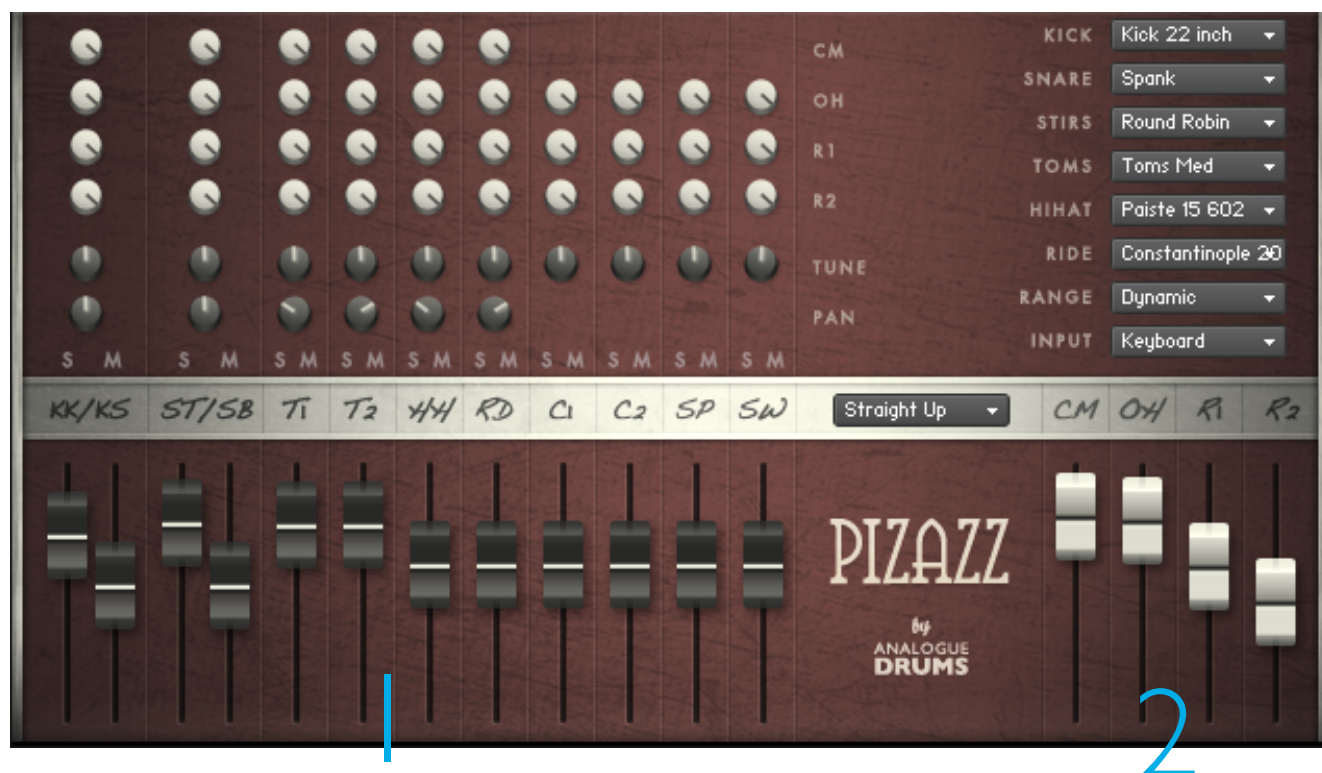 CM
OH
R1
R2
TUNE
PAN
KICK Kick 22 inch
SNARE Spank
STIRS Round Robin
TOMS Toms Med
HIHAT Paiste 15 602
RIDE Constantinople 20
RANGE Dynamic
INPUT Keyboard
S M S M S M S M S M S M S M S M S M S M
KK/KS ST/SB T1 T2 HH RD C1 C2 SP SW Straight Up CM OH R1 R2
PIZAZZ
by
ANALOGUE
DRUMS
1 2